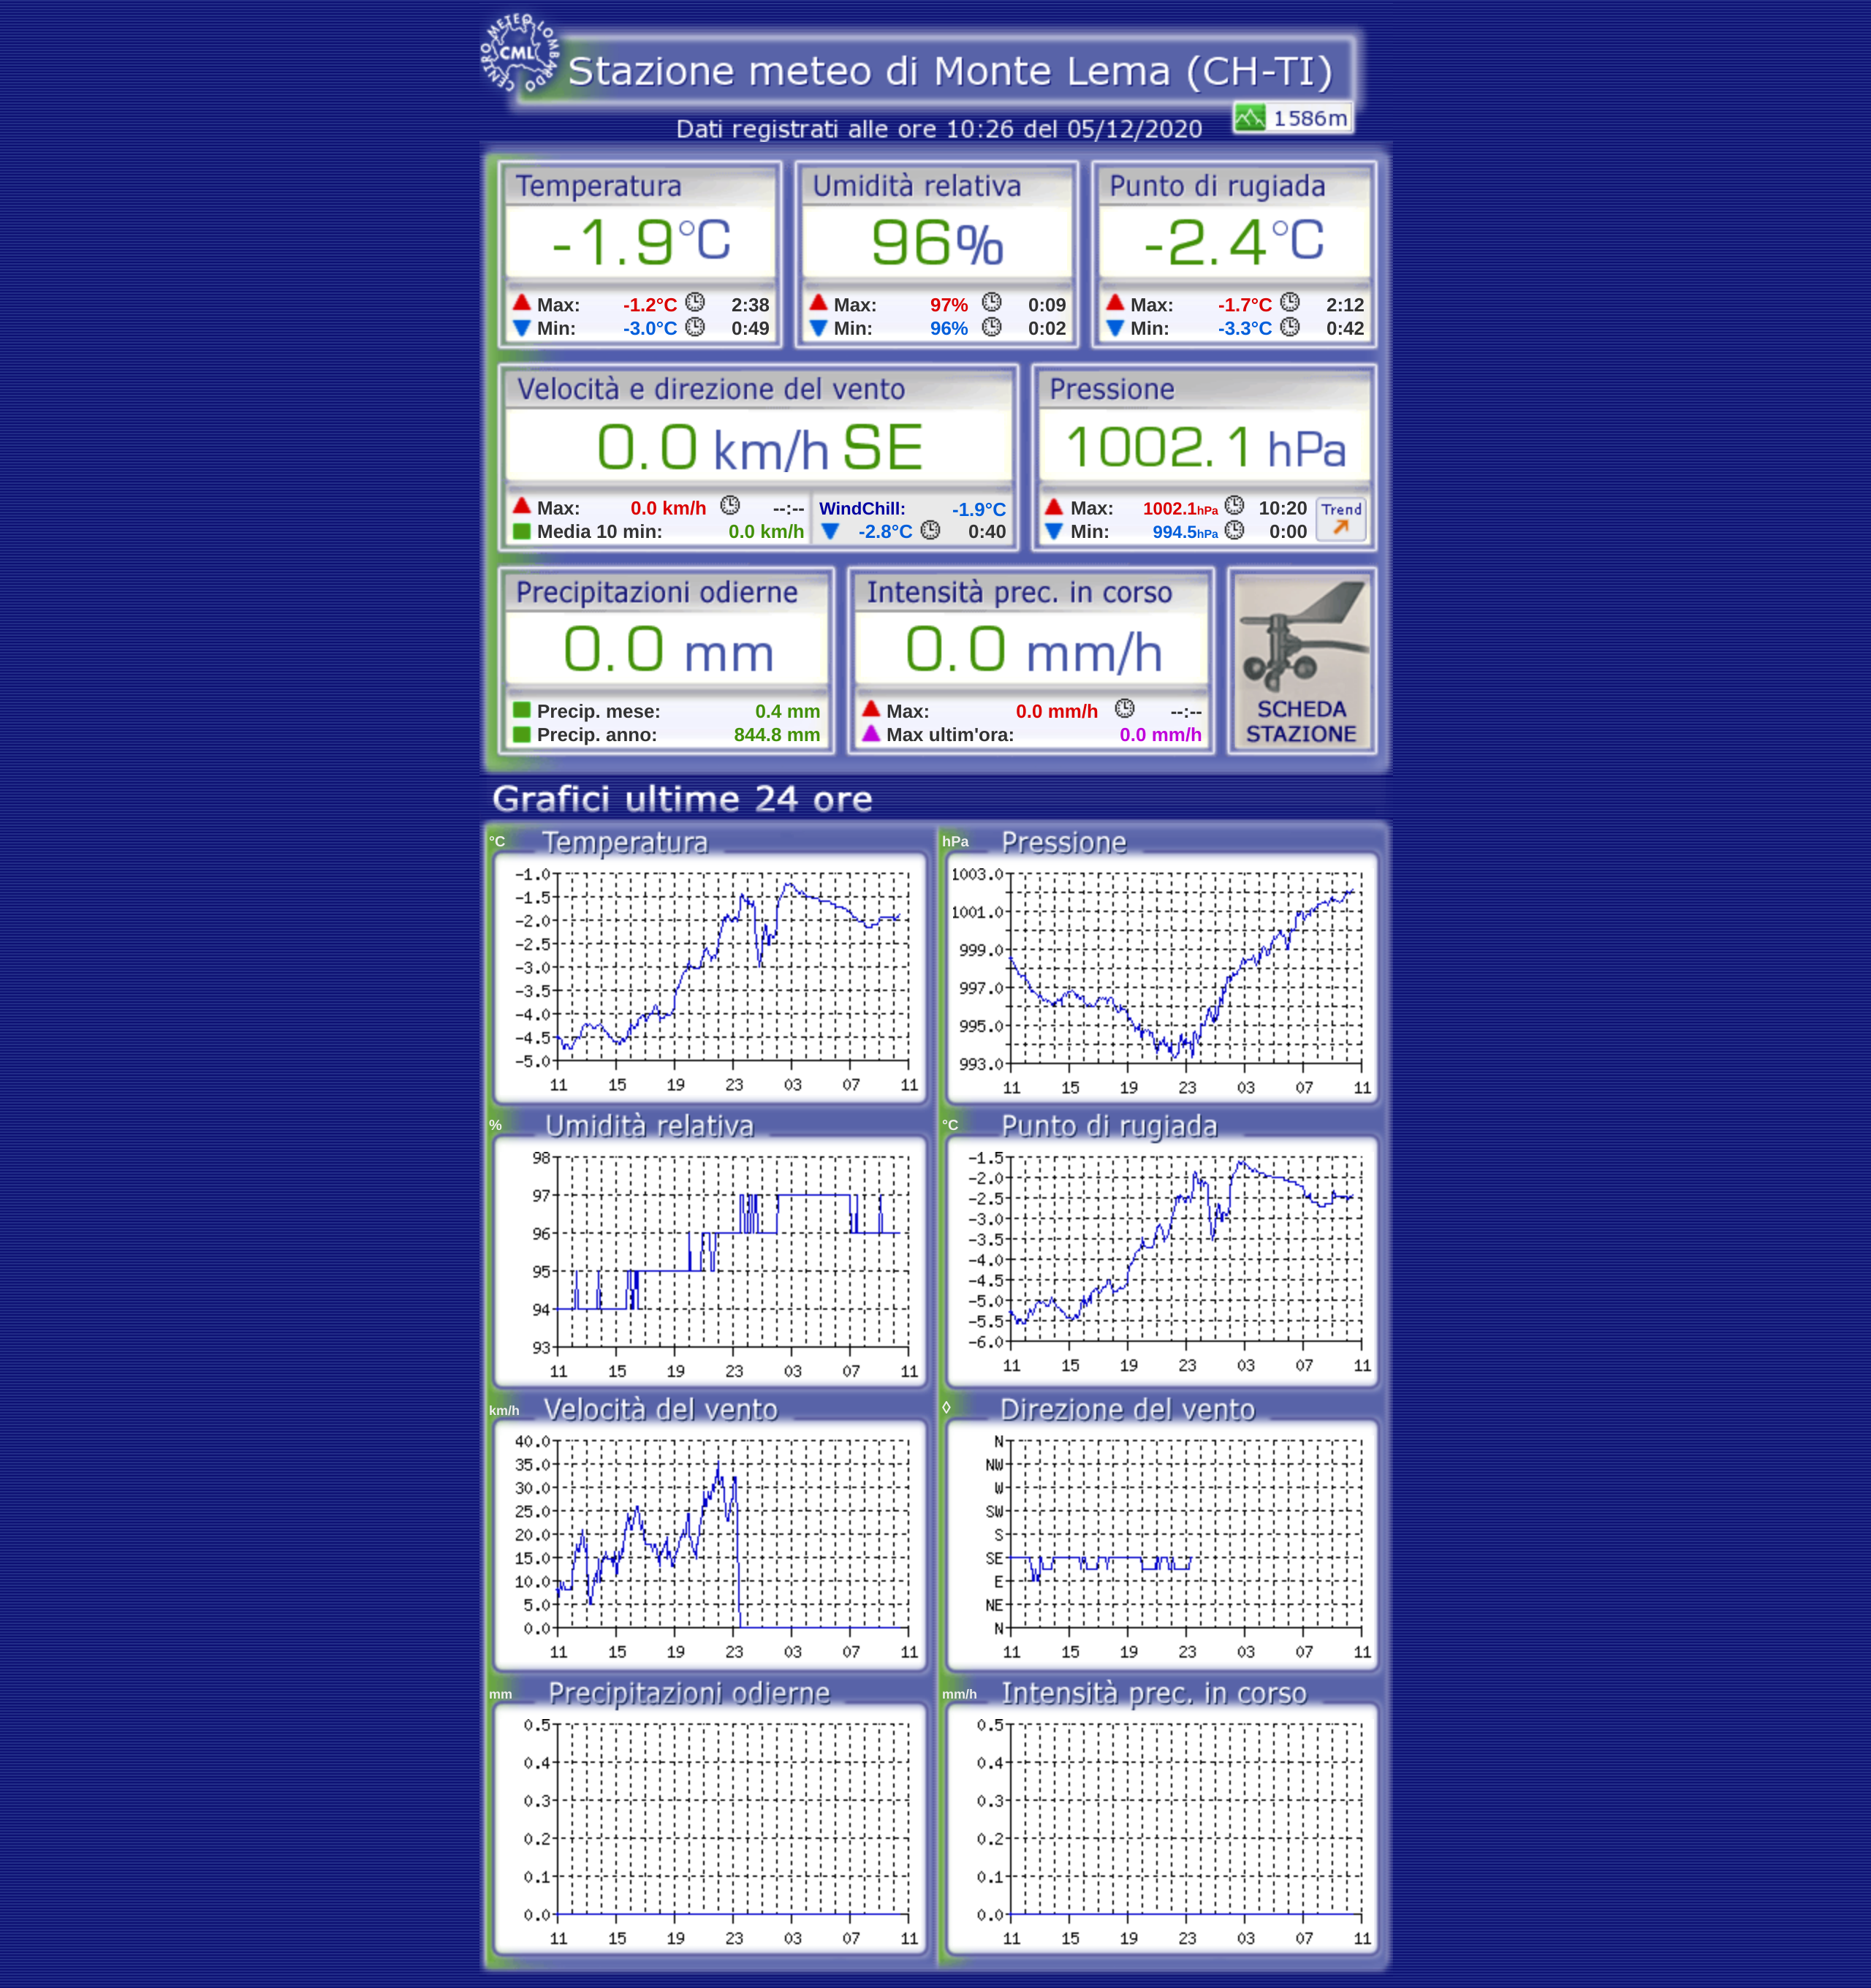 CENTRO METEO LOMBARDO
CML
Stazione meteo di Monte Lema (CH-TI)
1586m
Dati registrati alle ore 10:26 del 05/12/2020
Temperatura Umidità relativa Punto di rugiada
-1.9°C 96% -2.4°C
Max: -1.2°C 2:38 Max: 97% 0:09 Max: -1.7°C 2:12
Min: -3.0°C 0:49 Min: 96% 0:02 Min: -3.3°C 0:42
Velocità e direzione del vento Pressione
0.0 km/h SE 1002.1 hPa
Max: 0.0 km/h --:-- WindChill: -1.9°C Max: 1002.1hPa 10:20 Trend
Media 10 min: 0.0 km/h -2.8°C 0:40 Min: 994.5hPa 0:00
Precipitazioni odierne Intensità prec. in corso
0.0 mm 0.0 mm/h
Precip. mese: 0.4 mm Max: 0.0 mm/h --:-- SCHEDA
Precip. anno: 844.8 mm Max ultim'ora: 0.0 mm/h STAZIONE
Grafici ultime 24 ore
°C Temperatura
-1.0
-1.5
-2.0
-2.5
-3.0
-3.5
-4.0
-4.5
-5.0
11 15 19 23 03 07 11
hPa Pressione
1003.0
1001.0
999.0
997.0
995.0
993.0
11 15 19 23 03 07 11
% Umidità relativa
98
97
96
95
94
93
11 15 19 23 03 07 11
°C Punto di rugiada
-1.5
-2.0
-2.5
-3.0
-3.5
-4.0
-4.5
-5.0
-5.5
-6.0
11 15 19 23 03 07 11
km/h Velocità del vento
40.0
35.0
30.0
25.0
20.0
15.0
10.0
5.0
0.0
11 15 19 23 03 07 11
◊ Direzione del vento
N
NW
W
SW
S
SE
E
NE
N
11 15 19 23 03 07 11
mm Precipitazioni odierne
0.5
0.4
0.3
0.2
0.1
0.0
11 15 19 23 03 07 11
mm/h Intensità prec. in corso
0.5
0.4
0.3
0.2
0.1
0.0
11 15 19 23 03 07 11